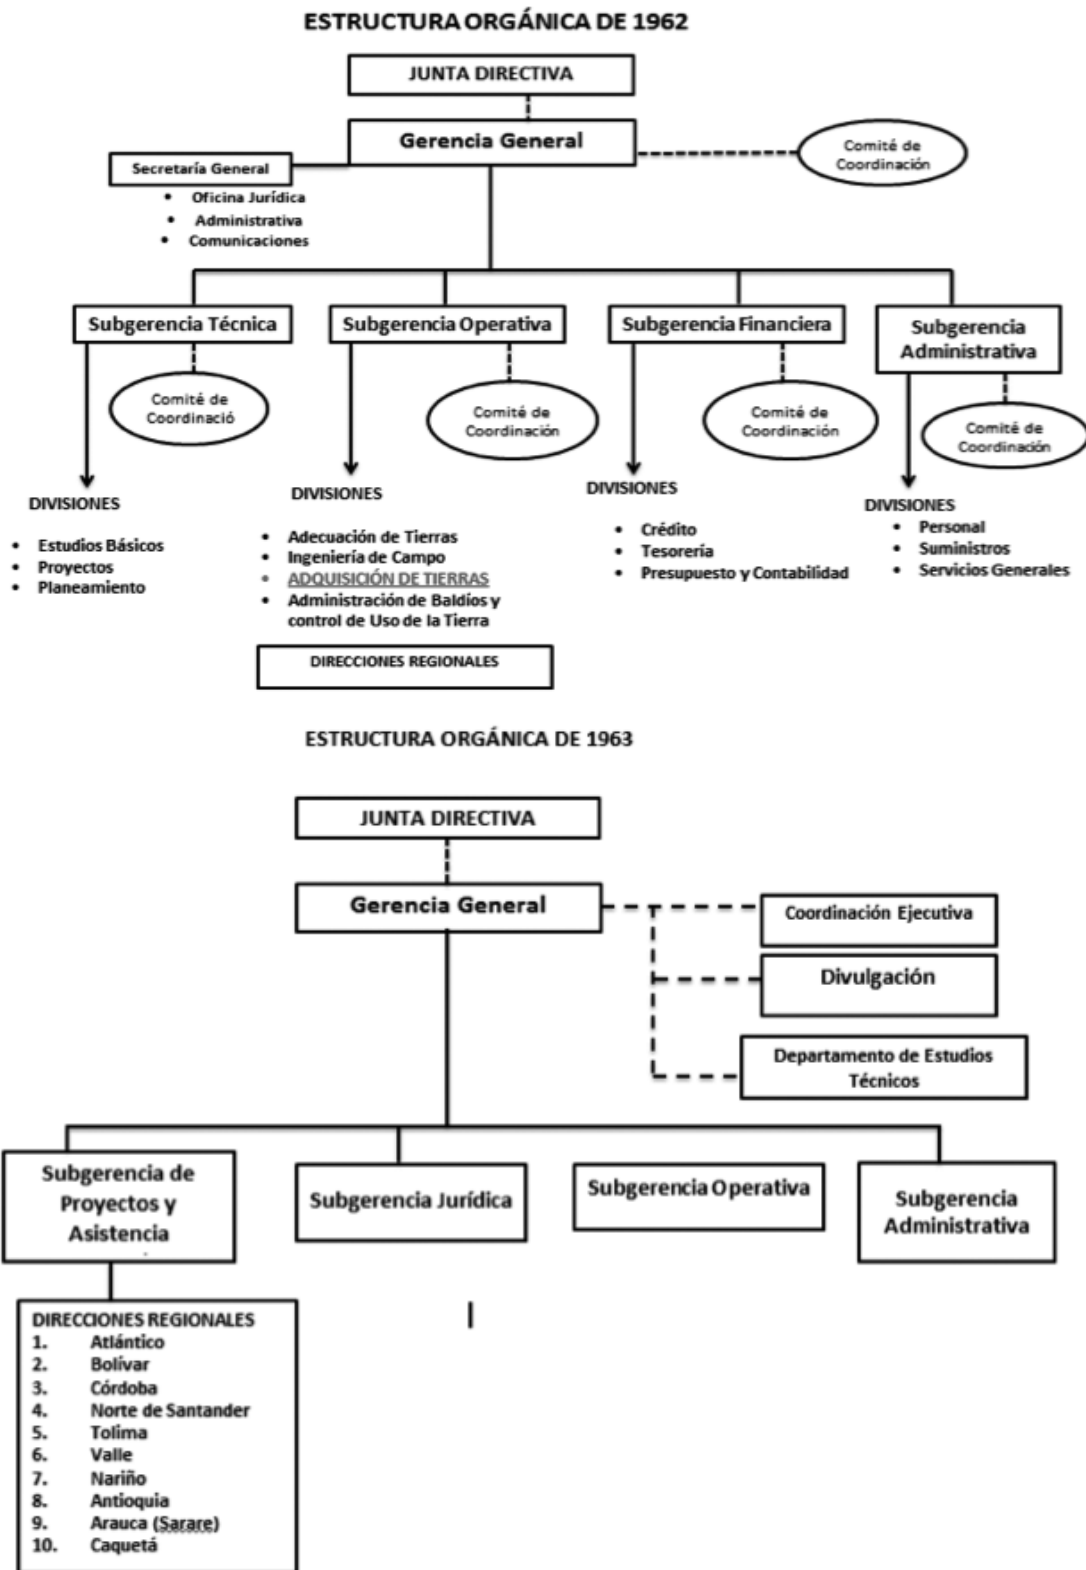 ESTRUCTURA ORGÁNICA DE 1962
JUNTA DIRECTIVA
Gerencia General
Comité de
Coordinación
Secretaría General
• Oficina Jurídica
• Administrativa
• Comunicaciones
Subgerencia Técnica
Subgerencia Operativa
Subgerencia Financiera
Subgerencia
Administrativa
Comité de
Coordinació
Comité de
Coordinación
Comité de
Coordinación
Comité de
Coordinación
DIVISIONES
• Estudios Básicos
• Proyectos
• Planeamiento
DIVISIONES
• Adecuación de Tierras
• Ingeniería de Campo
• ADQUISICIÓN DE TIERRAS
• Administración de Baldíos y
control de Uso de la Tierra
DIVISIONES
• Crédito
• Tesorería
• Presupuesto y Contabilidad
DIVISIONES
• Personal
• Suministros
• Servicios Generales
DIRECCIONES REGIONALES
ESTRUCTURA ORGÁNICA DE 1963
JUNTA DIRECTIVA
Gerencia General
Coordinación Ejecutiva
Divulgación
Departamento de Estudios
Técnicos
Subgerencia de
Proyectos y
Asistencia
Subgerencia Jurídica
Subgerencia Operativa
Subgerencia
Administrativa
DIRECCIONES REGIONALES
1. Atlántico
2. Bolívar
3. Córdoba
4. Norte de Santander
5. Tolima
6. Valle
7. Nariño
8. Antioquia
9. Arauca (Sarare)
10. Caquetá